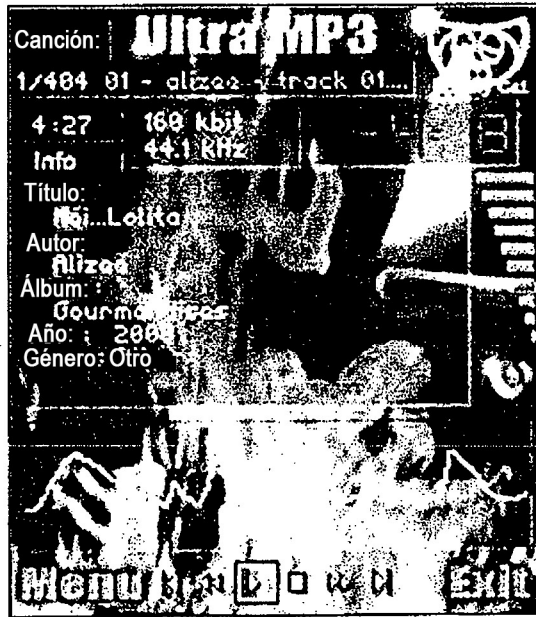 Canción: Ultra MP3
1/484 01 - alizee - track 01...
4:27 160 kbit
44.1 KHz
Info
Título:
Moi...Lolita
Autor:
Alizee
Álbum:
Año:
Género: Otro
Menu Exit